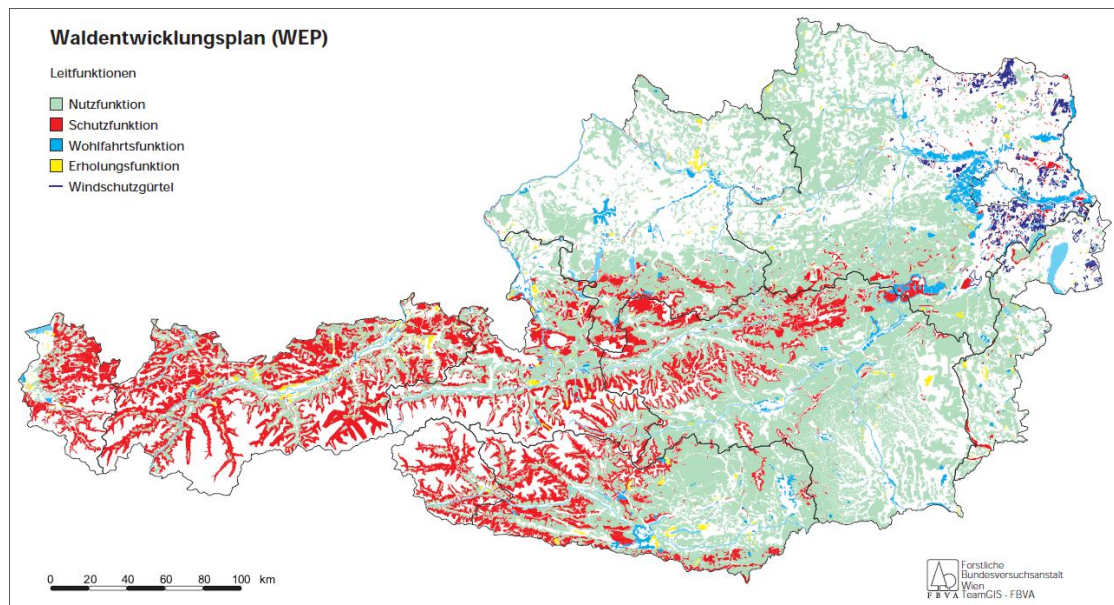 Waldentwicklungsplan (WEP)
Leitfunktionen
Nutzfunktion
Schutzfunktion
Wohlfahrtsfunktion
Erholungsfunktion
Windschutzgürtel
0 20 40 60 80 100 km
Forstliche
Bundesversuchsanstalt
Wien
FBVA TeamGIS - FBVA